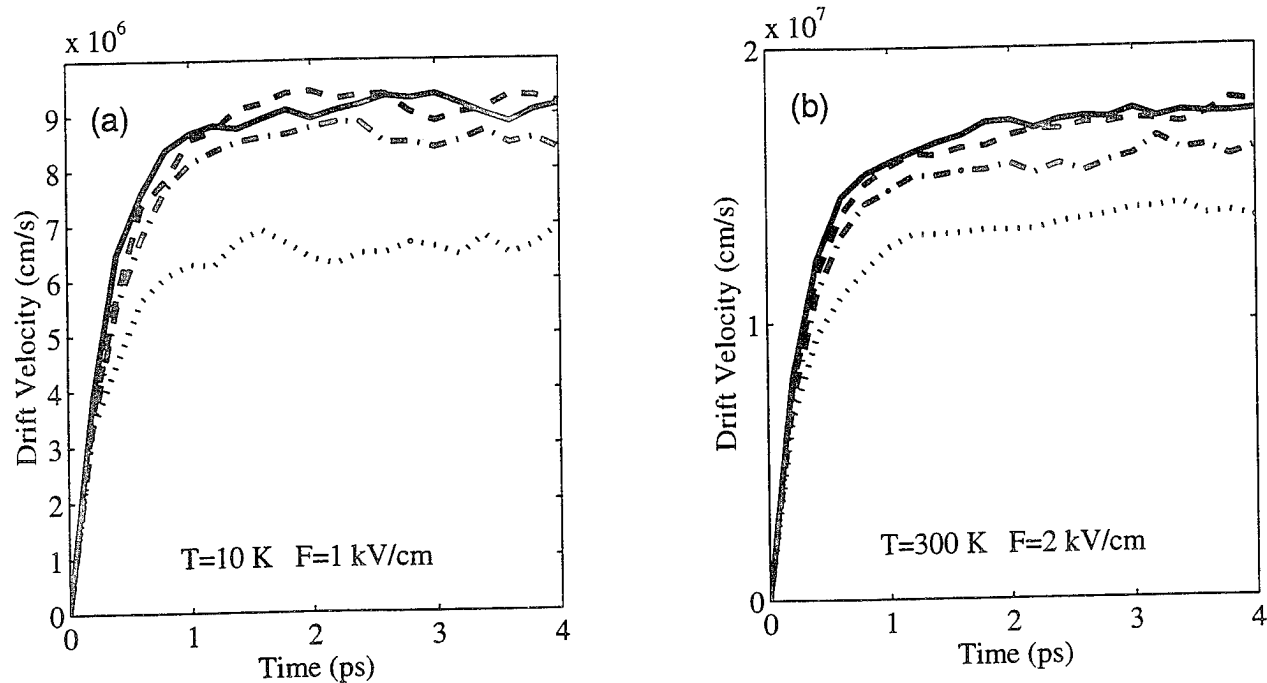 x 10^6
(a)
9
8
7
6
5
4
3
2
1
0
Drift Velocity (cm/s)
T=10 K F=1 kV/cm
0 1 2 3 4
Time (ps)
x 10^7
2
(b)
1
0
Drift Velocity (cm/s)
T=300 K F=2 kV/cm
0 1 2 3 4
Time (ps)